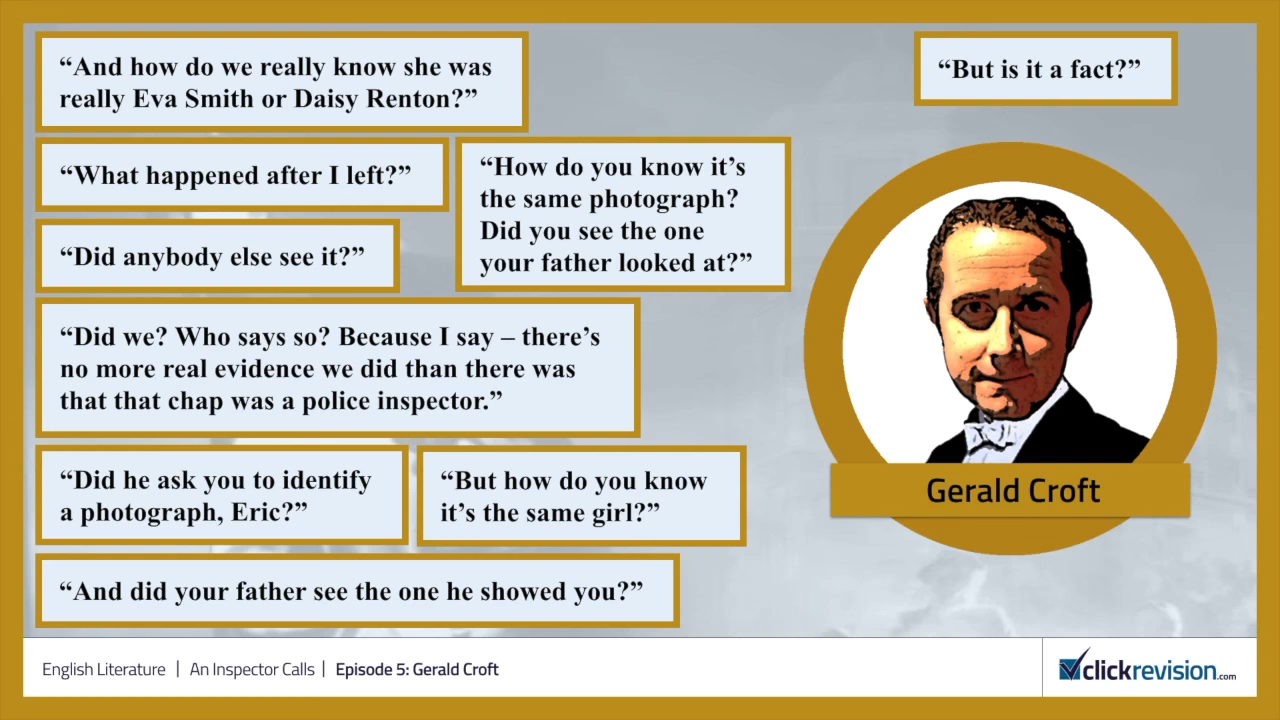 “And how do we really know she was
really Eva Smith or Daisy Renton?”
“But is it a fact?”
“What happened after I left?”
“How do you know it’s
the same photograph?
Did you see the one
your father looked at?”
“Did anybody else see it?”
“Did we? Who says so? Because I say – there’s
no more real evidence we did than there was
that that chap was a police inspector.”
“Did he ask you to identify
a photograph, Eric?”
“But how do you know
it’s the same girl?”
“And did your father see the one he showed you?”
Gerald Croft
English Literature | An Inspector Calls | Episode 5: Gerald Croft
clickrevision.com